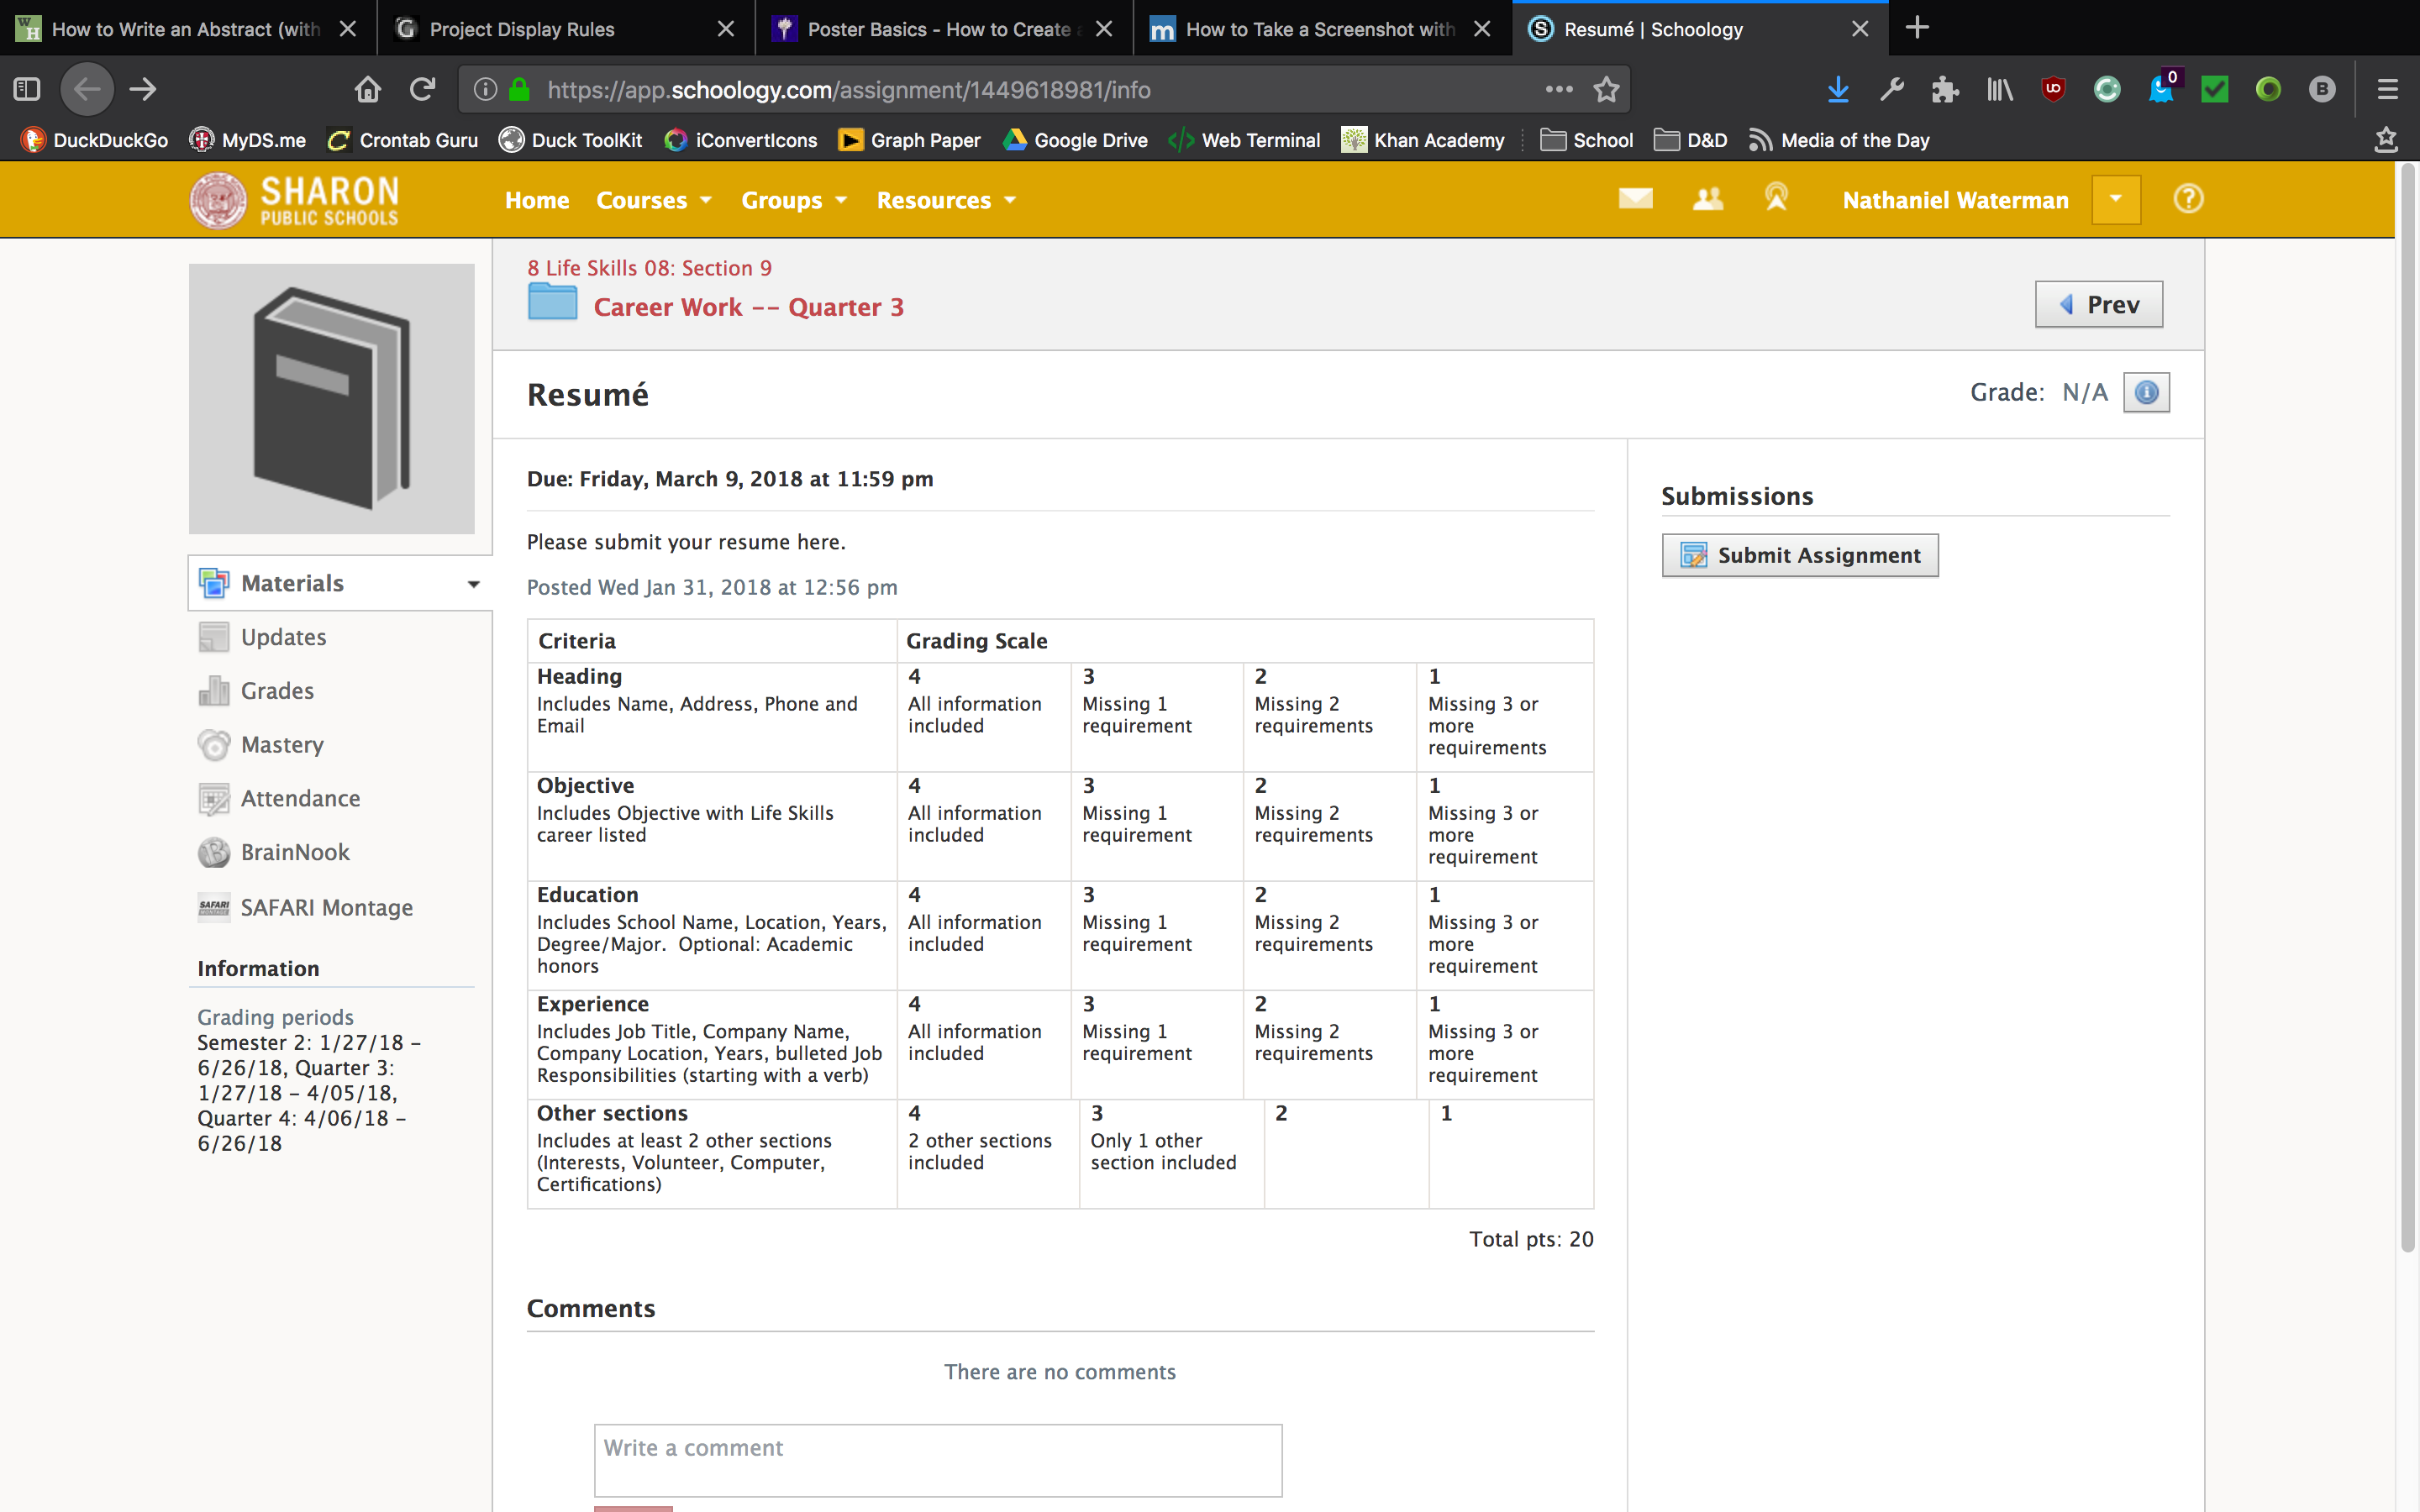 How to Write an Abstract (with
Project Display Rules
Poster Basics - How to Create a
How to Take a Screenshot with
Resumé | Schoology
https://app.schoology.com/assignment/1449618981/info
0
DuckDuckGo
MyDS.me
Crontab Guru
Duck ToolKit
iConvertIcons
Graph Paper
Google Drive
Web Terminal
Khan Academy
School
D&D
Media of the Day
SHARON
PUBLIC SCHOOLS
Home
Courses
Groups
Resources
Nathaniel Waterman
8 Life Skills 08: Section 9
Career Work -- Quarter 3
Prev
Resumé
Grade: N/A
Due: Friday, March 9, 2018 at 11:59 pm
Please submit your resume here.
Posted Wed Jan 31, 2018 at 12:56 pm
Submissions
Submit Assignment
Materials
Updates
Grades
Mastery
Attendance
BrainNook
SAFARI Montage
Information
Grading periods
Semester 2: 1/27/18 -
6/26/18, Quarter 3:
1/27/18 - 4/05/18,
Quarter 4: 4/06/18 -
6/26/18
Criteria
Grading Scale
Heading
Includes Name, Address, Phone and
Email
4
All information
included
3
Missing 1
requirement
2
Missing 2
requirements
1
Missing 3 or
more
requirements
Objective
Includes Objective with Life Skills
career listed
4
All information
included
3
Missing 1
requirement
2
Missing 2
requirements
1
Missing 3 or
more
requirement
Education
Includes School Name, Location, Years,
Degree/Major.  Optional: Academic
honors
4
All information
included
3
Missing 1
requirement
2
Missing 2
requirements
1
Missing 3 or
more
requirement
Experience
Includes Job Title, Company Name,
Company Location, Years, bulleted Job
Responsibilities (starting with a verb)
4
All information
included
3
Missing 1
requirement
2
Missing 2
requirements
1
Missing 3 or
more
requirement
Other sections
Includes at least 2 other sections
(Interests, Volunteer, Computer,
Certifications)
4
2 other sections
included
3
Only 1 other
section included
2
1
Total pts: 20
Comments
There are no comments
Write a comment